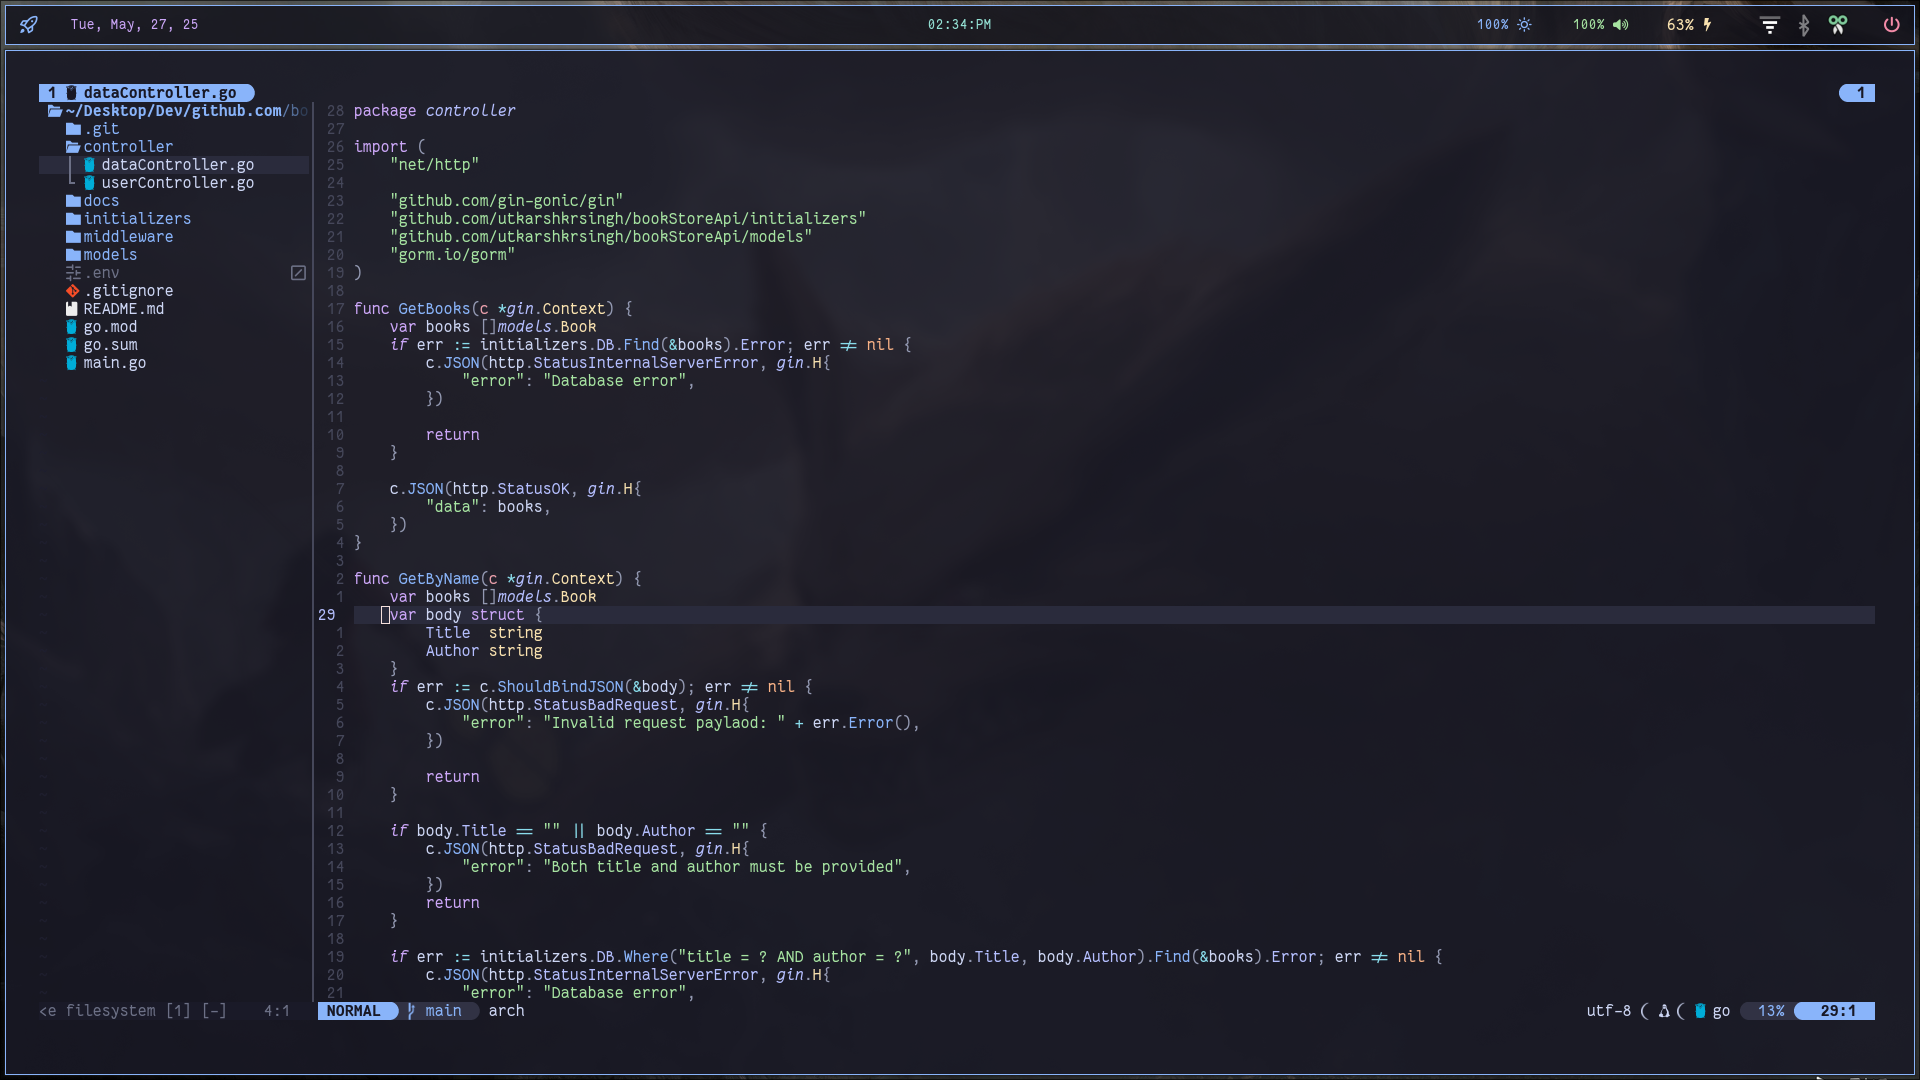 Tue, May, 27, 25
02:34:PM
100%
100%
63%
1 dataController.go
1
~/Desktop/Dev/github.com/bo
.git
controller
dataController.go
userController.go
docs
initializers
middleware
models
.env
.gitignore
README.md
go.mod
go.sum
main.go
28 package controller
27
26 import (
25 "net/http"
24
23 "github.com/gin-gonic/gin"
22 "github.com/utkarshkrsingh/bookStoreApi/initializers"
21 "github.com/utkarshkrsingh/bookStoreApi/models"
20 "gorm.io/gorm"
19 )
18
17 func GetBooks(c *gin.Context) {
16 var books []models.Book
15 if err := initializers.DB.Find(&books).Error; err != nil {
14 c.JSON(http.StatusInternalServerError, gin.H{
13 "error": "Database error",
12 })
11
10 return
9 }
8
7 c.JSON(http.StatusOK, gin.H{
6 "data": books,
5 })
4 }
3
2 func GetByName(c *gin.Context) {
1 var books []models.Book
29 var body struct {
1 Title string
2 Author string
3 }
4 if err := c.ShouldBindJSON(&body); err != nil {
5 c.JSON(http.StatusBadRequest, gin.H{
6 "error": "Invalid request paylaod: " + err.Error(),
7 })
8
9 return
10 }
11
12 if body.Title == "" || body.Author == "" {
13 c.JSON(http.StatusBadRequest, gin.H{
14 "error": "Both title and author must be provided",
15 })
16 return
17 }
18
19 if err := initializers.DB.Where("title = ? AND author = ?", body.Title, body.Author).Find(&books).Error; err != nil {
20 c.JSON(http.StatusInternalServerError, gin.H{
21 "error": "Database error",
<e filesystem [1] [-] 4:1
NORMAL main arch
utf-8 ( ( go 13% 29:1